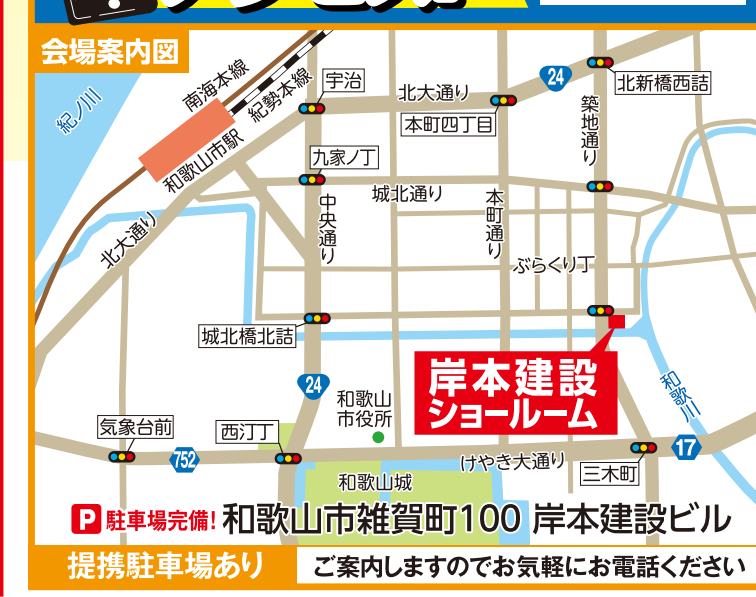 会場案内図
紀ノ川
南海本線
紀勢本線
和歌山市駅
宇治
北大通り
24
北新橋西詰
本町四丁目
築地通り
九家ノ丁
城北通り
中央通り
本町通り
北大通り
ぶらくり丁
城北橋北詰
岸本建設
ショールーム
24
和歌山
市役所
和歌川
気象台前
西汀丁
752
けやき大通り
17
三木町
和歌山城
P 駐車場完備! 和歌山市雑賀町100 岸本建設ビル
提携駐車場あり
ご案内しますのでお気軽にお電話ください